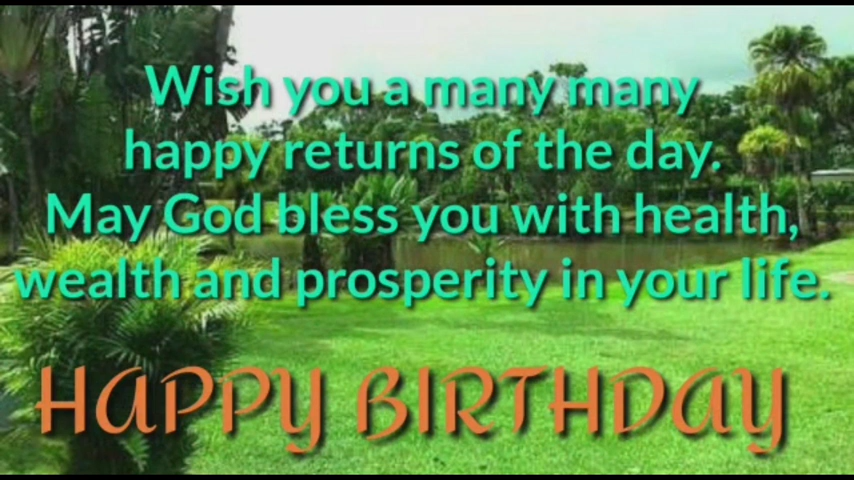 Wish you a many many
happy returns of the day.
May God bless you with health,
wealth and prosperity in your life.
HAPPY BIRTHDAY